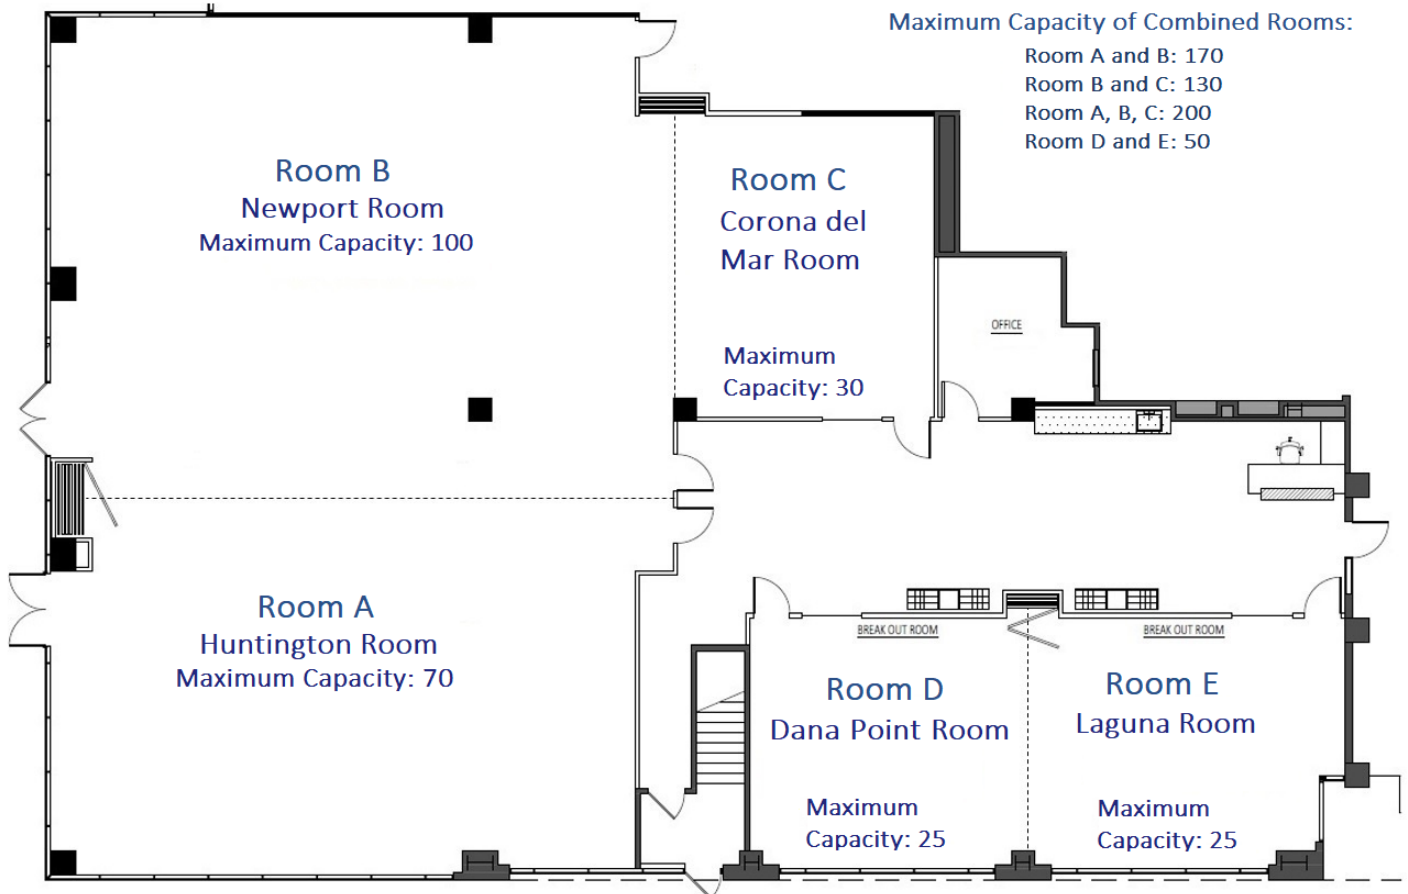 Maximum Capacity of Combined Rooms:
Room A and B: 170
Room B and C: 130
Room A, B, C: 200
Room D and E: 50
Room B
Newport Room
Maximum Capacity: 100
Room C
Corona del
Mar Room
Maximum
Capacity: 30
OFFICE
Room A
Huntington Room
Maximum Capacity: 70
BREAK OUT ROOM
Room D
Dana Point Room
Maximum
Capacity: 25
BREAK OUT ROOM
Room E
Laguna Room
Maximum
Capacity: 25